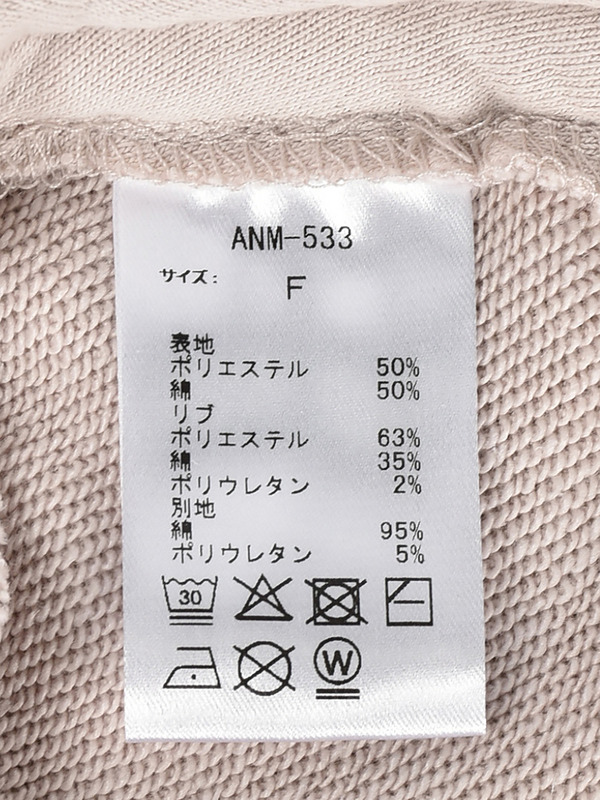 ANM-533
サイズ: F
表地
ポリエステル 50%
綿 50%
リブ
ポリエステル 63%
綿 35%
ポリウレタン 2%
別地
綿 95%
ポリウレタン 5%
30
W